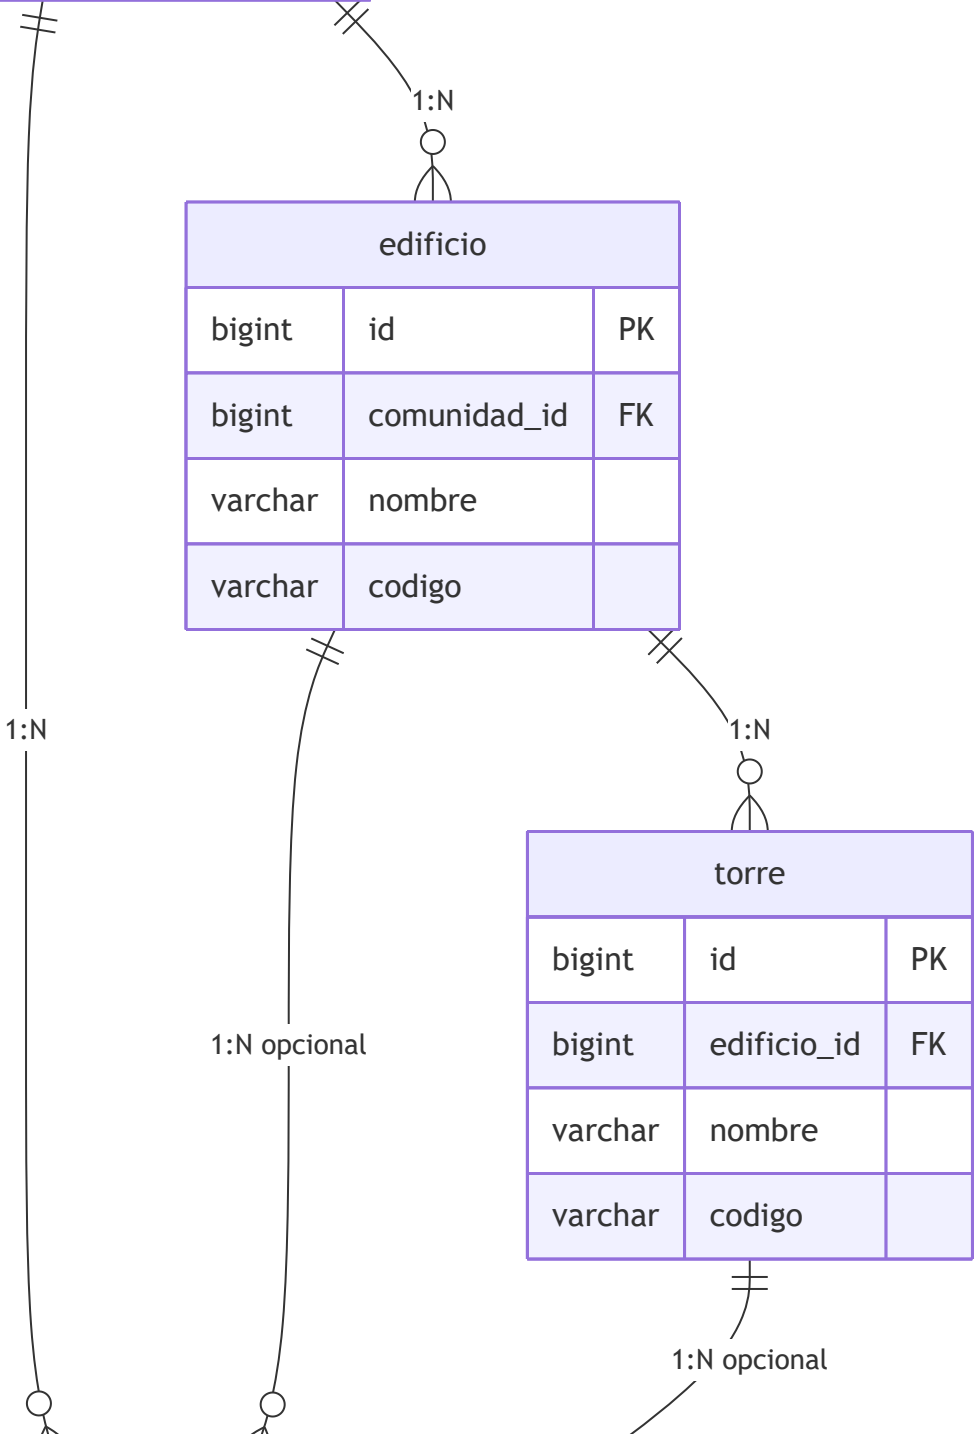 1:N
edificio
bigint id PK
bigint comunidad_id FK
varchar nombre
varchar codigo
1:N
1:N
torre
bigint id PK
bigint edificio_id FK
varchar nombre
varchar codigo
1:N opcional
1:N opcional